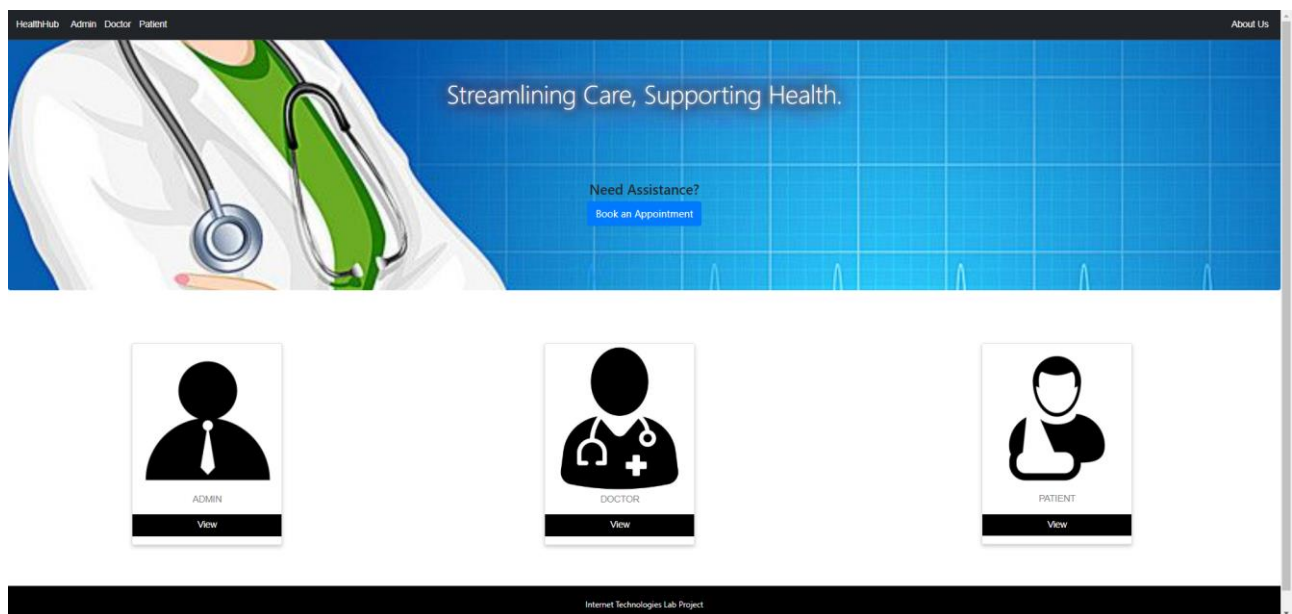 HealthHub Admin Doctor Patient About Us
Streamlining Care, Supporting Health.
Need Assistance?
Book an Appointment
ADMIN
View
DOCTOR
View
PATIENT
View
Internet Technologies Lab Project